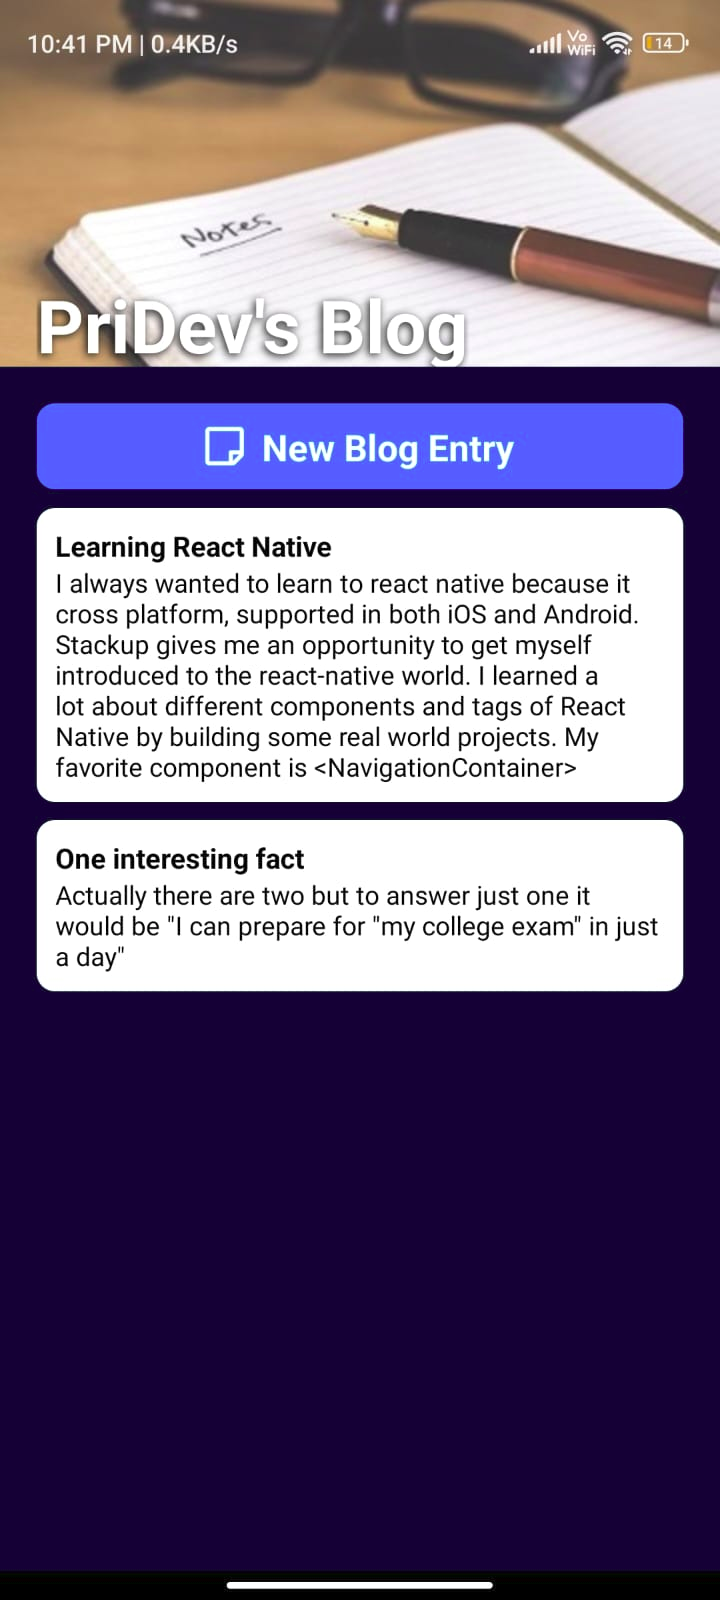 10:41 PM | 0.4KB/s Vo WiFi 14
Notes
PriDev's Blog
New Blog Entry
Learning React Native
I always wanted to learn to react native because it
cross platform, supported in both iOS and Android.
Stackup gives me an opportunity to get myself
introduced to the react-native world. I learned a
lot about different components and tags of React
Native by building some real world projects. My
favorite component is <NavigationContainer>
One interesting fact
Actually there are two but to answer just one it
would be "I can prepare for "my college exam" in just
a day"